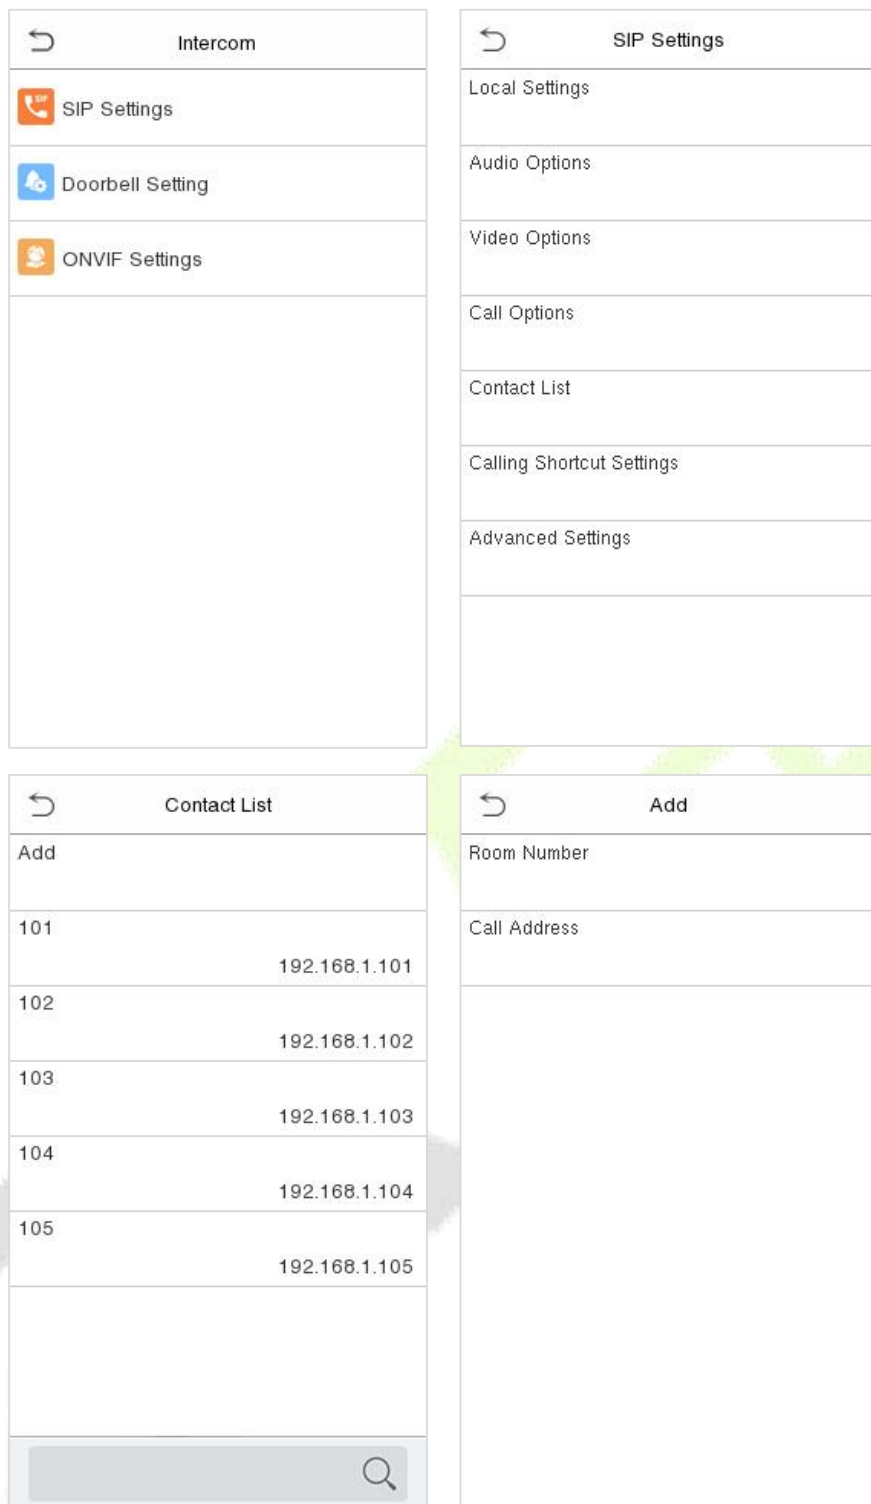 Intercom
SIP
SIP Settings
Doorbell Setting
ONVIF Settings
SIP Settings
Local Settings
Audio Options
Video Options
Call Options
Contact List
Calling Shortcut Settings
Advanced Settings
Contact List
Add
101
192.168.1.101
102
192.168.1.102
103
192.168.1.103
104
192.168.1.104
105
192.168.1.105
Add
Room Number
Call Address